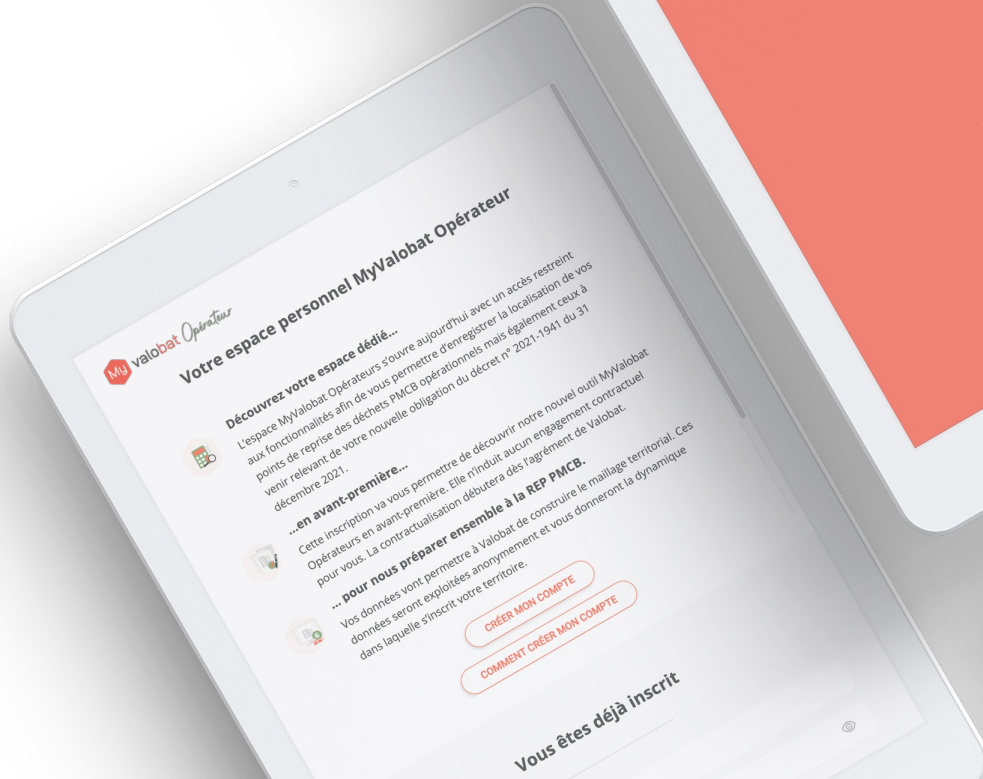 My valobat Opérateur
Votre espace personnel MyValobat Opérateur
Découvrez votre espace dédié...
L'espace MyValobat Opérateurs s'ouvre aujourd'hui avec un accès restreint
aux fonctionnalités afin de vous permettre d'enregistrer la localisation de vos
points de reprise des déchets PMCB opérationnels mais également ceux à
venir relevant de votre nouvelle obligation du décret n° 2021-1941 du 31
décembre 2021.
...en avant-première...
Cette inscription va vous permettre de découvrir notre nouvel outil MyValobat
Opérateurs en avant-première. Elle n'induit aucun engagement contractuel
pour vous. La contractualisation débutera dès l'agrément de Valobat.
... pour nous préparer ensemble à la REP PMCB.
Vos données vont permettre à Valobat de construire le maillage territorial. Ces
données seront exploitées anonymement et vous donneront la dynamique
dans laquelle s'inscrit votre territoire.
CRÉER MON COMPTE
COMMENT CRÉER MON COMPTE
Vous êtes déjà inscrit